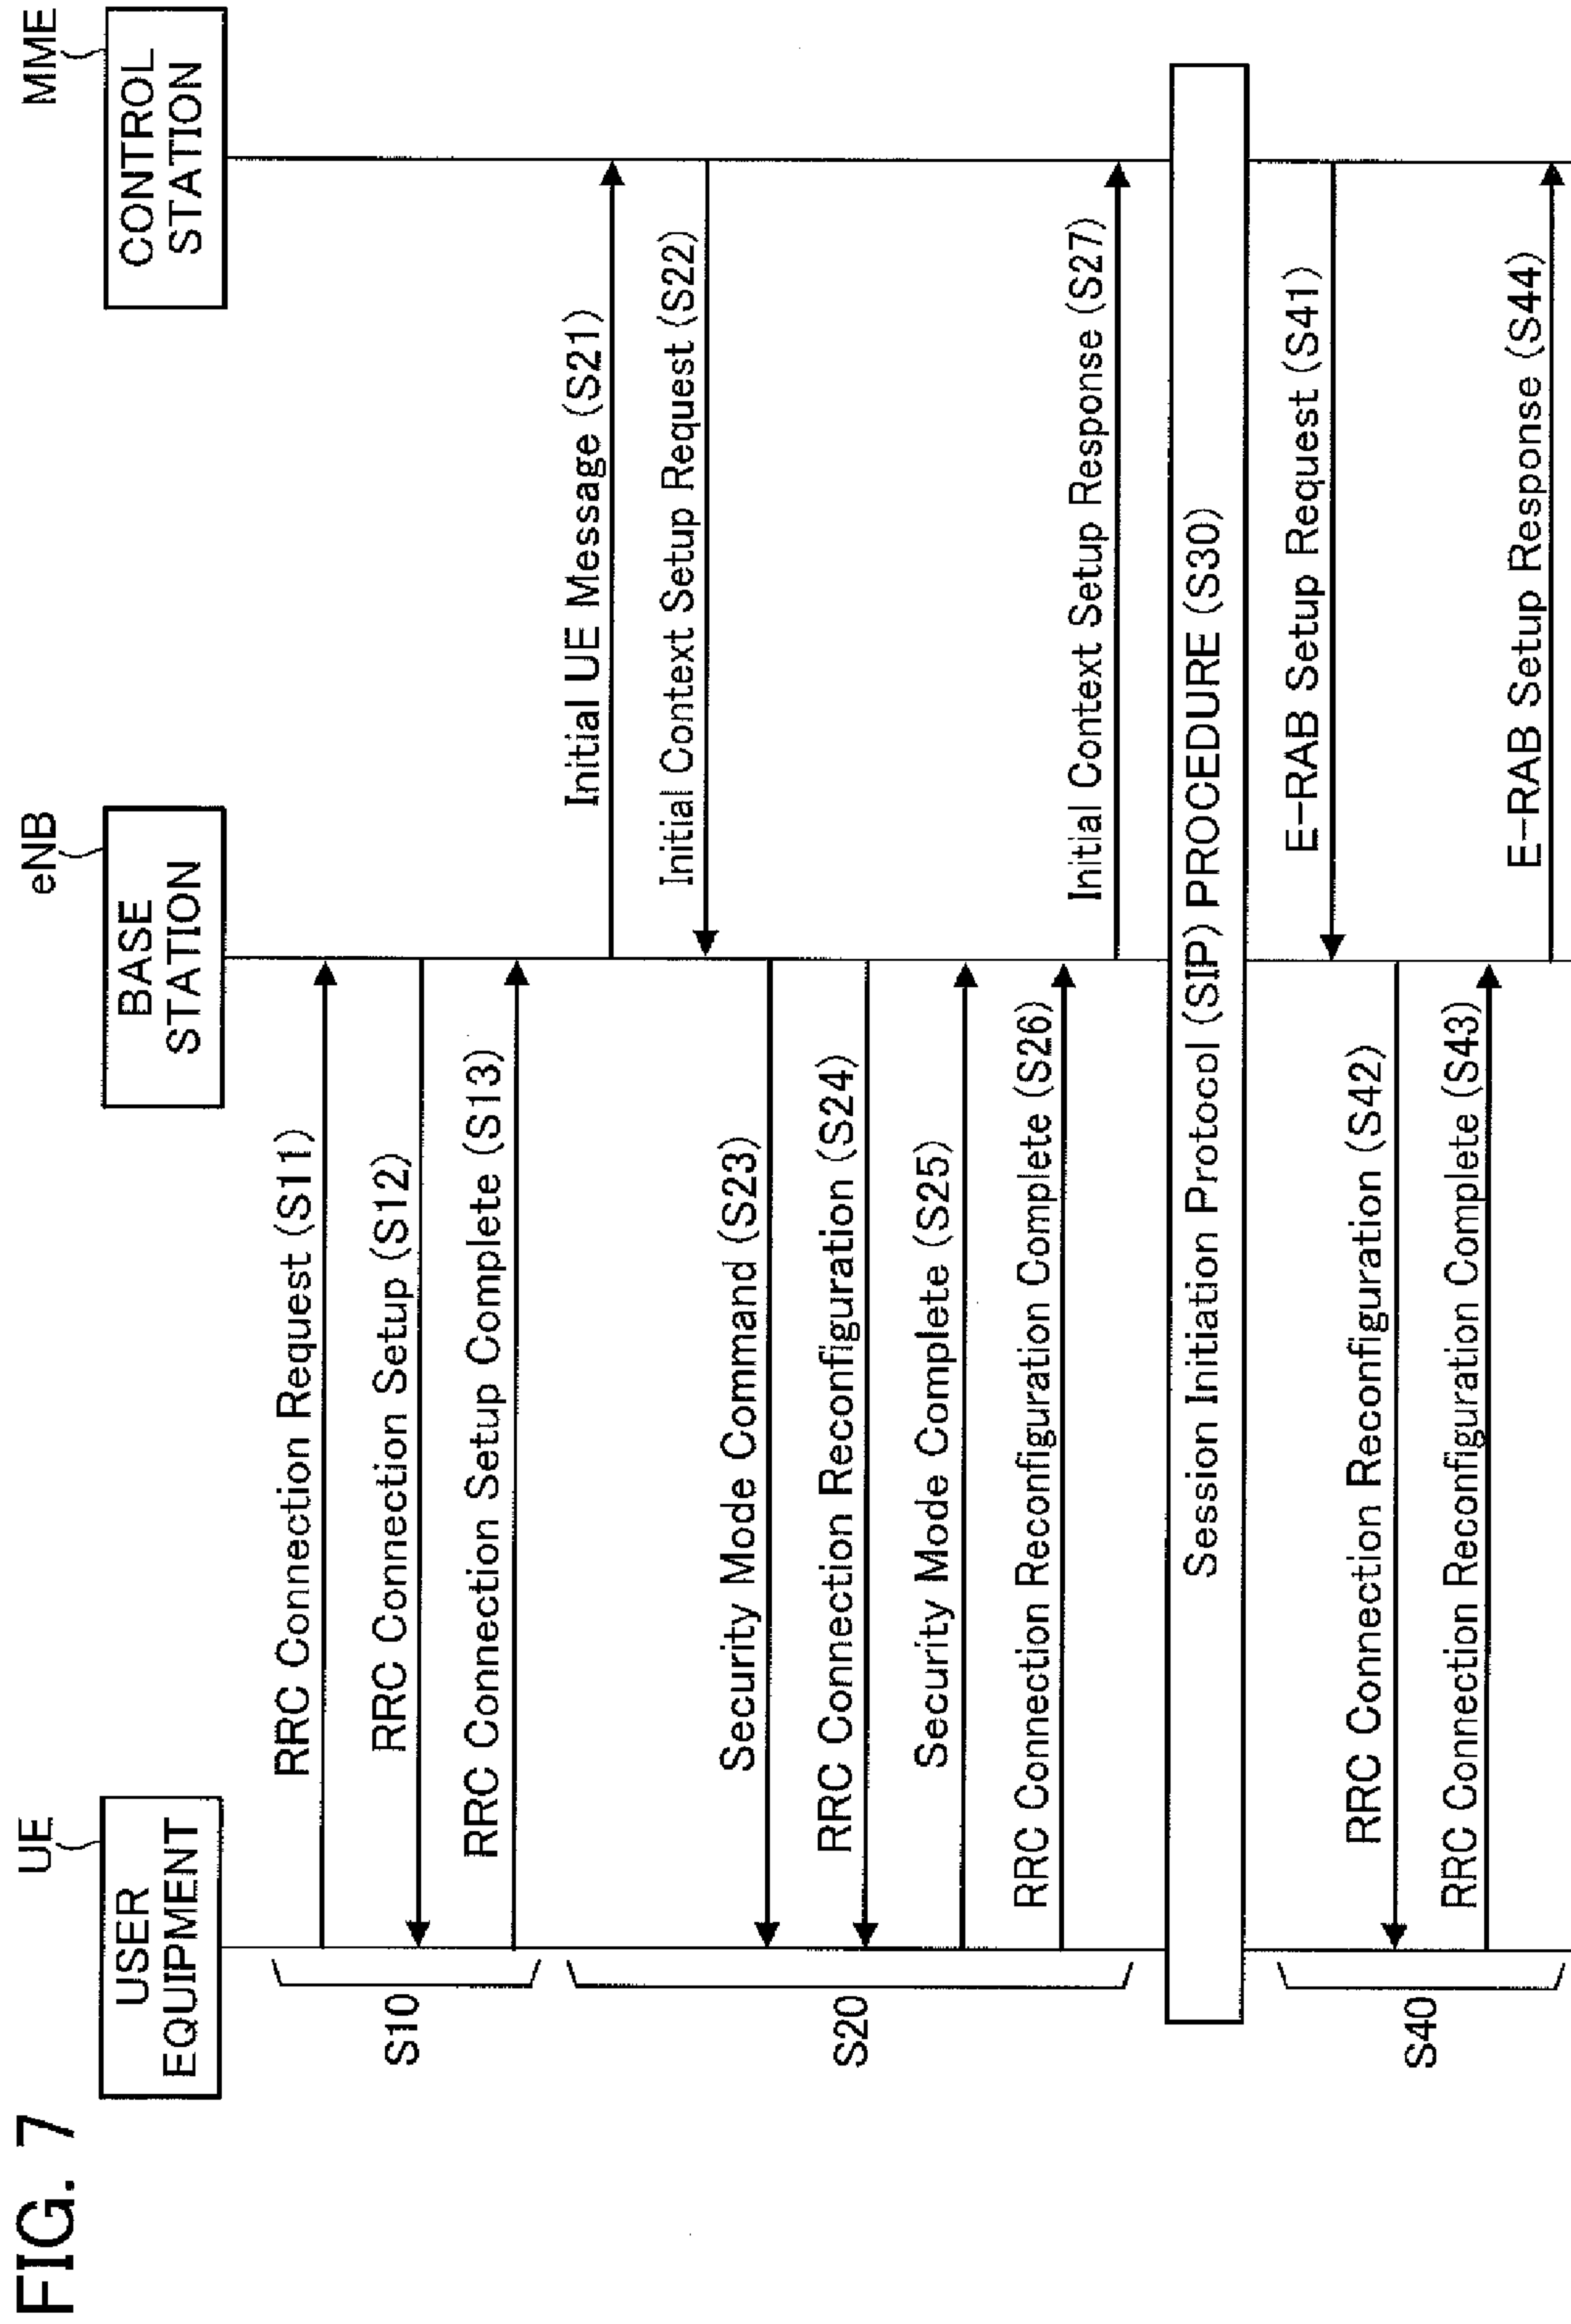 FIG. 7
UE
USER
EQUIPMENT
eNB
BASE
STATION
MME
CONTROL
STATION
S10
RRC Connection Request (S11)
RRC Connection Setup (S12)
RRC Connection Setup Complete (S13)
S20
Initial UE Message (S21)
Initial Context Setup Request (S22)
Security Mode Command (S23)
RRC Connection Reconfiguration (S24)
Security Mode Complete (S25)
RRC Connection Reconfiguration Complete (S26)
Initial Context Setup Response (S27)
Session Initiation Protocol (SIP) PROCEDURE (S30)
S40
E-RAB Setup Request (S41)
RRC Connection Reconfiguration (S42)
RRC Connection Reconfiguration Complete (S43)
E-RAB Setup Response (S44)